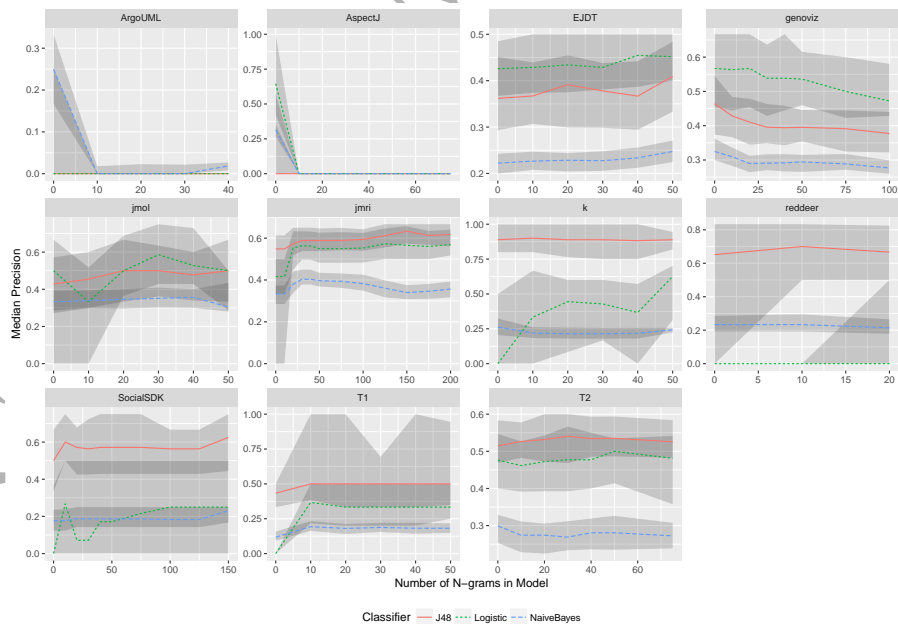 ArgoUML
AspectJ
EJDT
genoviz
0.3
0.2
0.1
0.0
0 10 20 30 40
1.00
0.75
0.50
0.25
0.00
0 20 40 60
0.5
0.4
0.3
0.2
0 10 20 30 40 50
0.6
0.5
0.4
0.3
0 25 50 75 100
jmol
jmri
k
reddeer
0.6
0.4
0.2
0.0
0 10 20 30 40 50
0.6
0.4
0.2
0.0
0 50 100 150 200
1.00
0.75
0.50
0.25
0.00
0 10 20 30 40 50
0.8
0.6
0.4
0.2
0.0
0 5 10 15 20
SocialSDK
T1
T2
0.6
0.4
0.2
0.0
0 50 100 150
1.00
0.75
0.50
0.25
0.00
0 10 20 30 40 50
0.6
0.5
0.4
0.3
0 20 40 60
Median Precision
Number of N-grams in Model
Classifier J48 Logistic NaiveBayes